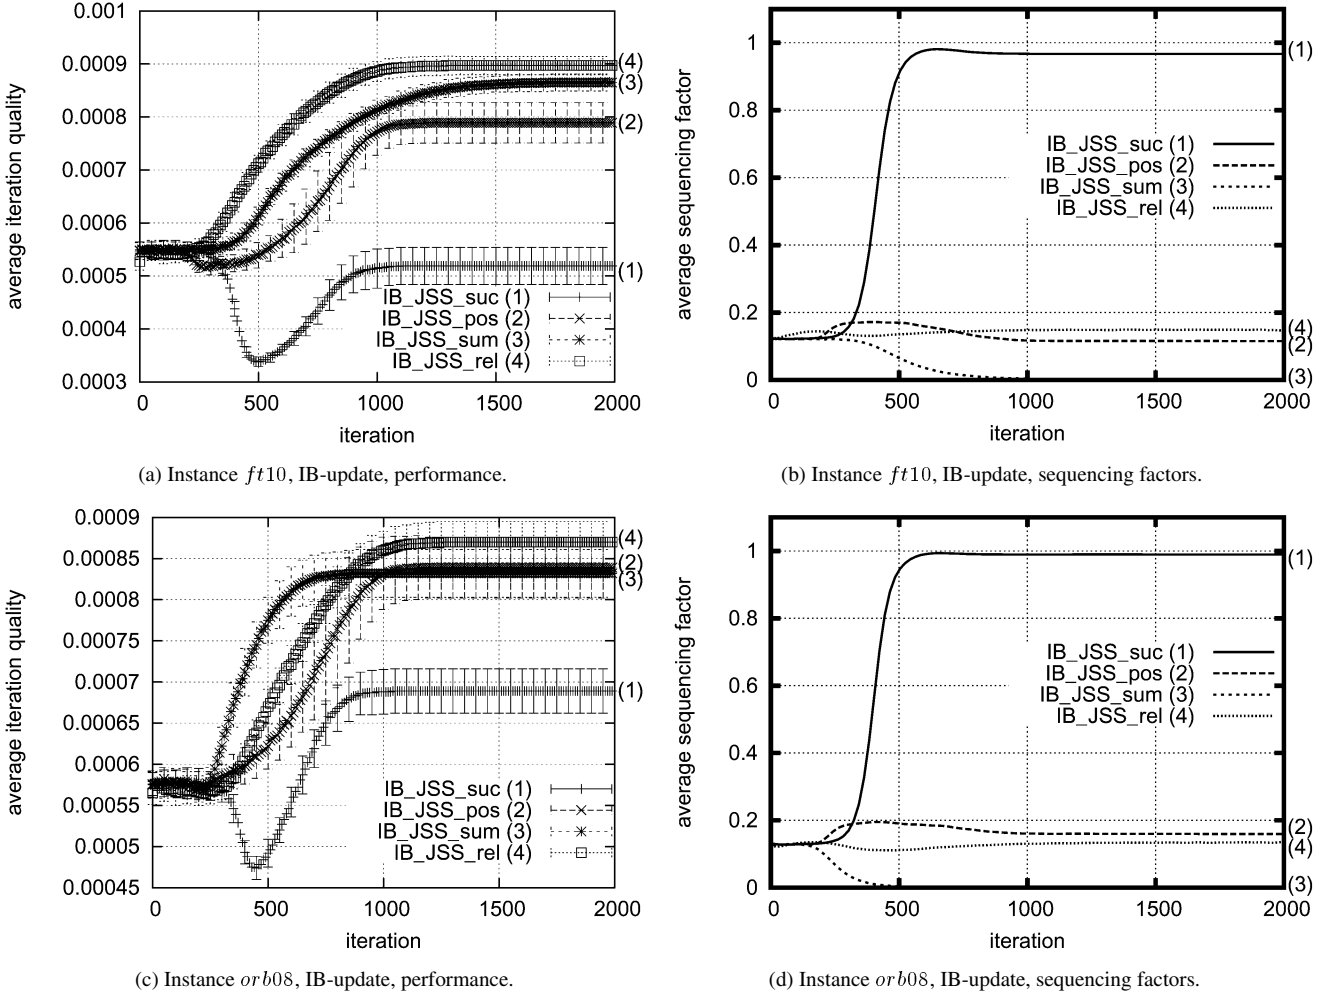 0.001
0.0009
0.0008
0.0007
0.0006
0.0005
0.0004
0.0003
average iteration quality
(4)
(3)
(2)
(1)
IB_JSS_suc (1)
IB_JSS_pos (2)
IB_JSS_sum (3)
IB_JSS_rel (4)
0 500 1000 1500 2000
iteration
(a) Instance ft10, IB-update, performance.
1
0.8
0.6
0.4
0.2
0
average sequencing factor
(1)
IB_JSS_suc (1)
IB_JSS_pos (2)
IB_JSS_sum (3)
IB_JSS_rel (4)
(4)
(2)
(3)
0 500 1000 1500 2000
iteration
(b) Instance ft10, IB-update, sequencing factors.
0.0009
0.00085
0.0008
0.00075
0.0007
0.00065
0.0006
0.00055
0.0005
0.00045
average iteration quality
(4)
(2)
(3)
(1)
IB_JSS_suc (1)
IB_JSS_pos (2)
IB_JSS_sum (3)
IB_JSS_rel (4)
0 500 1000 1500 2000
iteration
(c) Instance orb08, IB-update, performance.
1
0.8
0.6
0.4
0.2
0
average sequencing factor
(1)
IB_JSS_suc (1)
IB_JSS_pos (2)
IB_JSS_sum (3)
IB_JSS_rel (4)
(2)
(4)
(3)
0 500 1000 1500 2000
iteration
(d) Instance orb08, IB-update, sequencing factors.